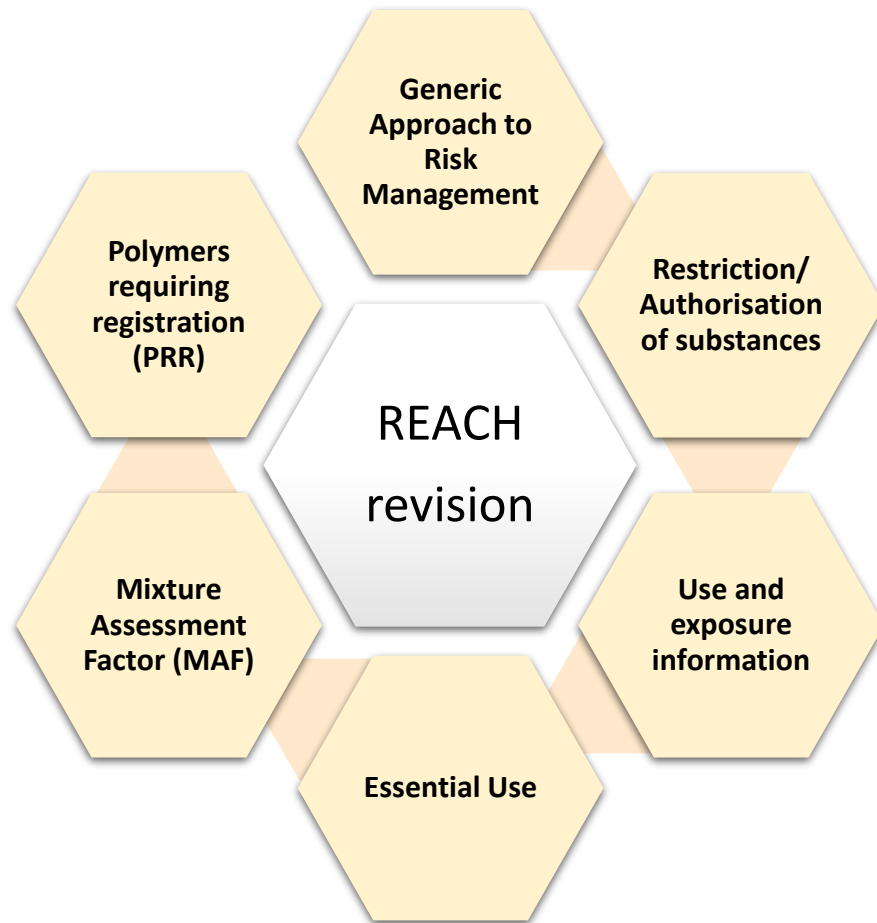 Generic
Approach to
Risk
Management
Restriction/
Authorisation
of substances
Use and
exposure
information
Essential Use
Mixture
Assessment
Factor (MAF)
Polymers
requiring
registration
(PRR)
REACH
revision